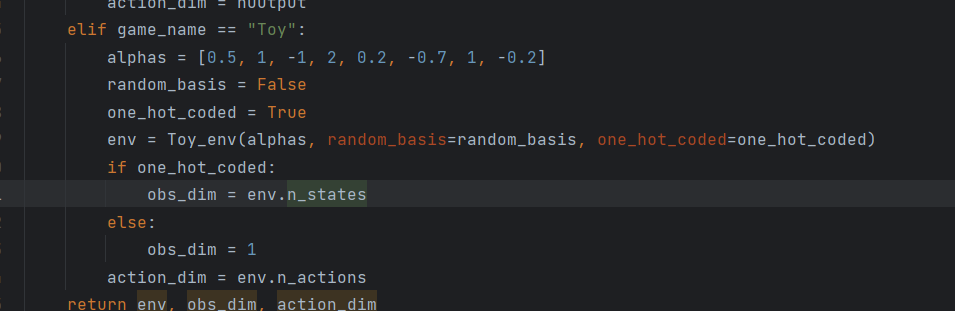 action_dim = nOutput
elif game_name == "Toy":
alphas = [0.5, 1, -1, 2, 0.2, -0.7, 1, -0.2]
random_basis = False
one_hot_coded = True
env = Toy_env(alphas, random_basis=random_basis, one_hot_coded=one_hot_coded)
if one_hot_coded:
obs_dim = env.n_states
else:
obs_dim = 1
action_dim = env.n_actions
return env, obs_dim, action_dim